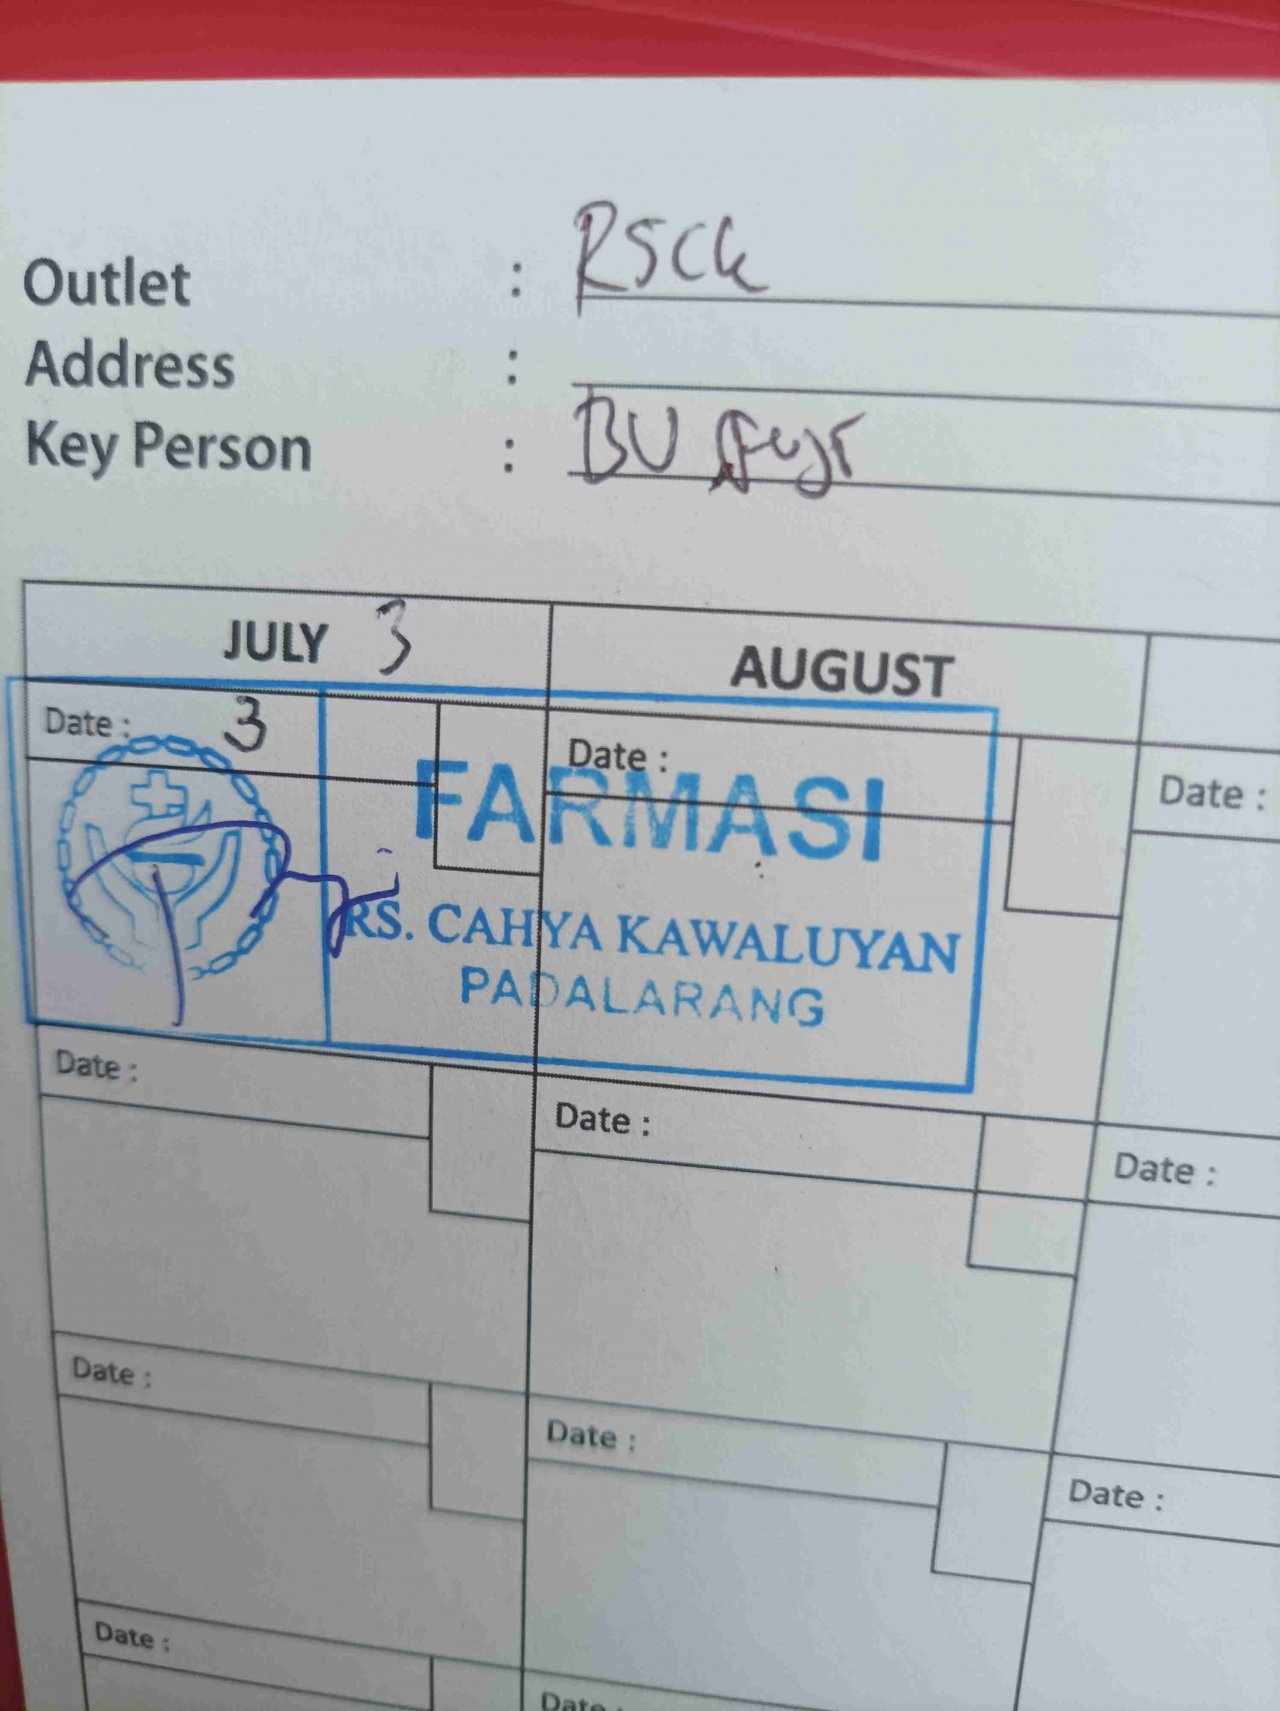 Outlet : RSCK
Address :
Key Person : BU
JULY 3 AUGUST
Date : 3 Date : Date :
FARMASI
RS. CAHYA KAWALUYAN
PADALARANG
Date : Date : Date :
Date : Date : Date :
Date : Date :